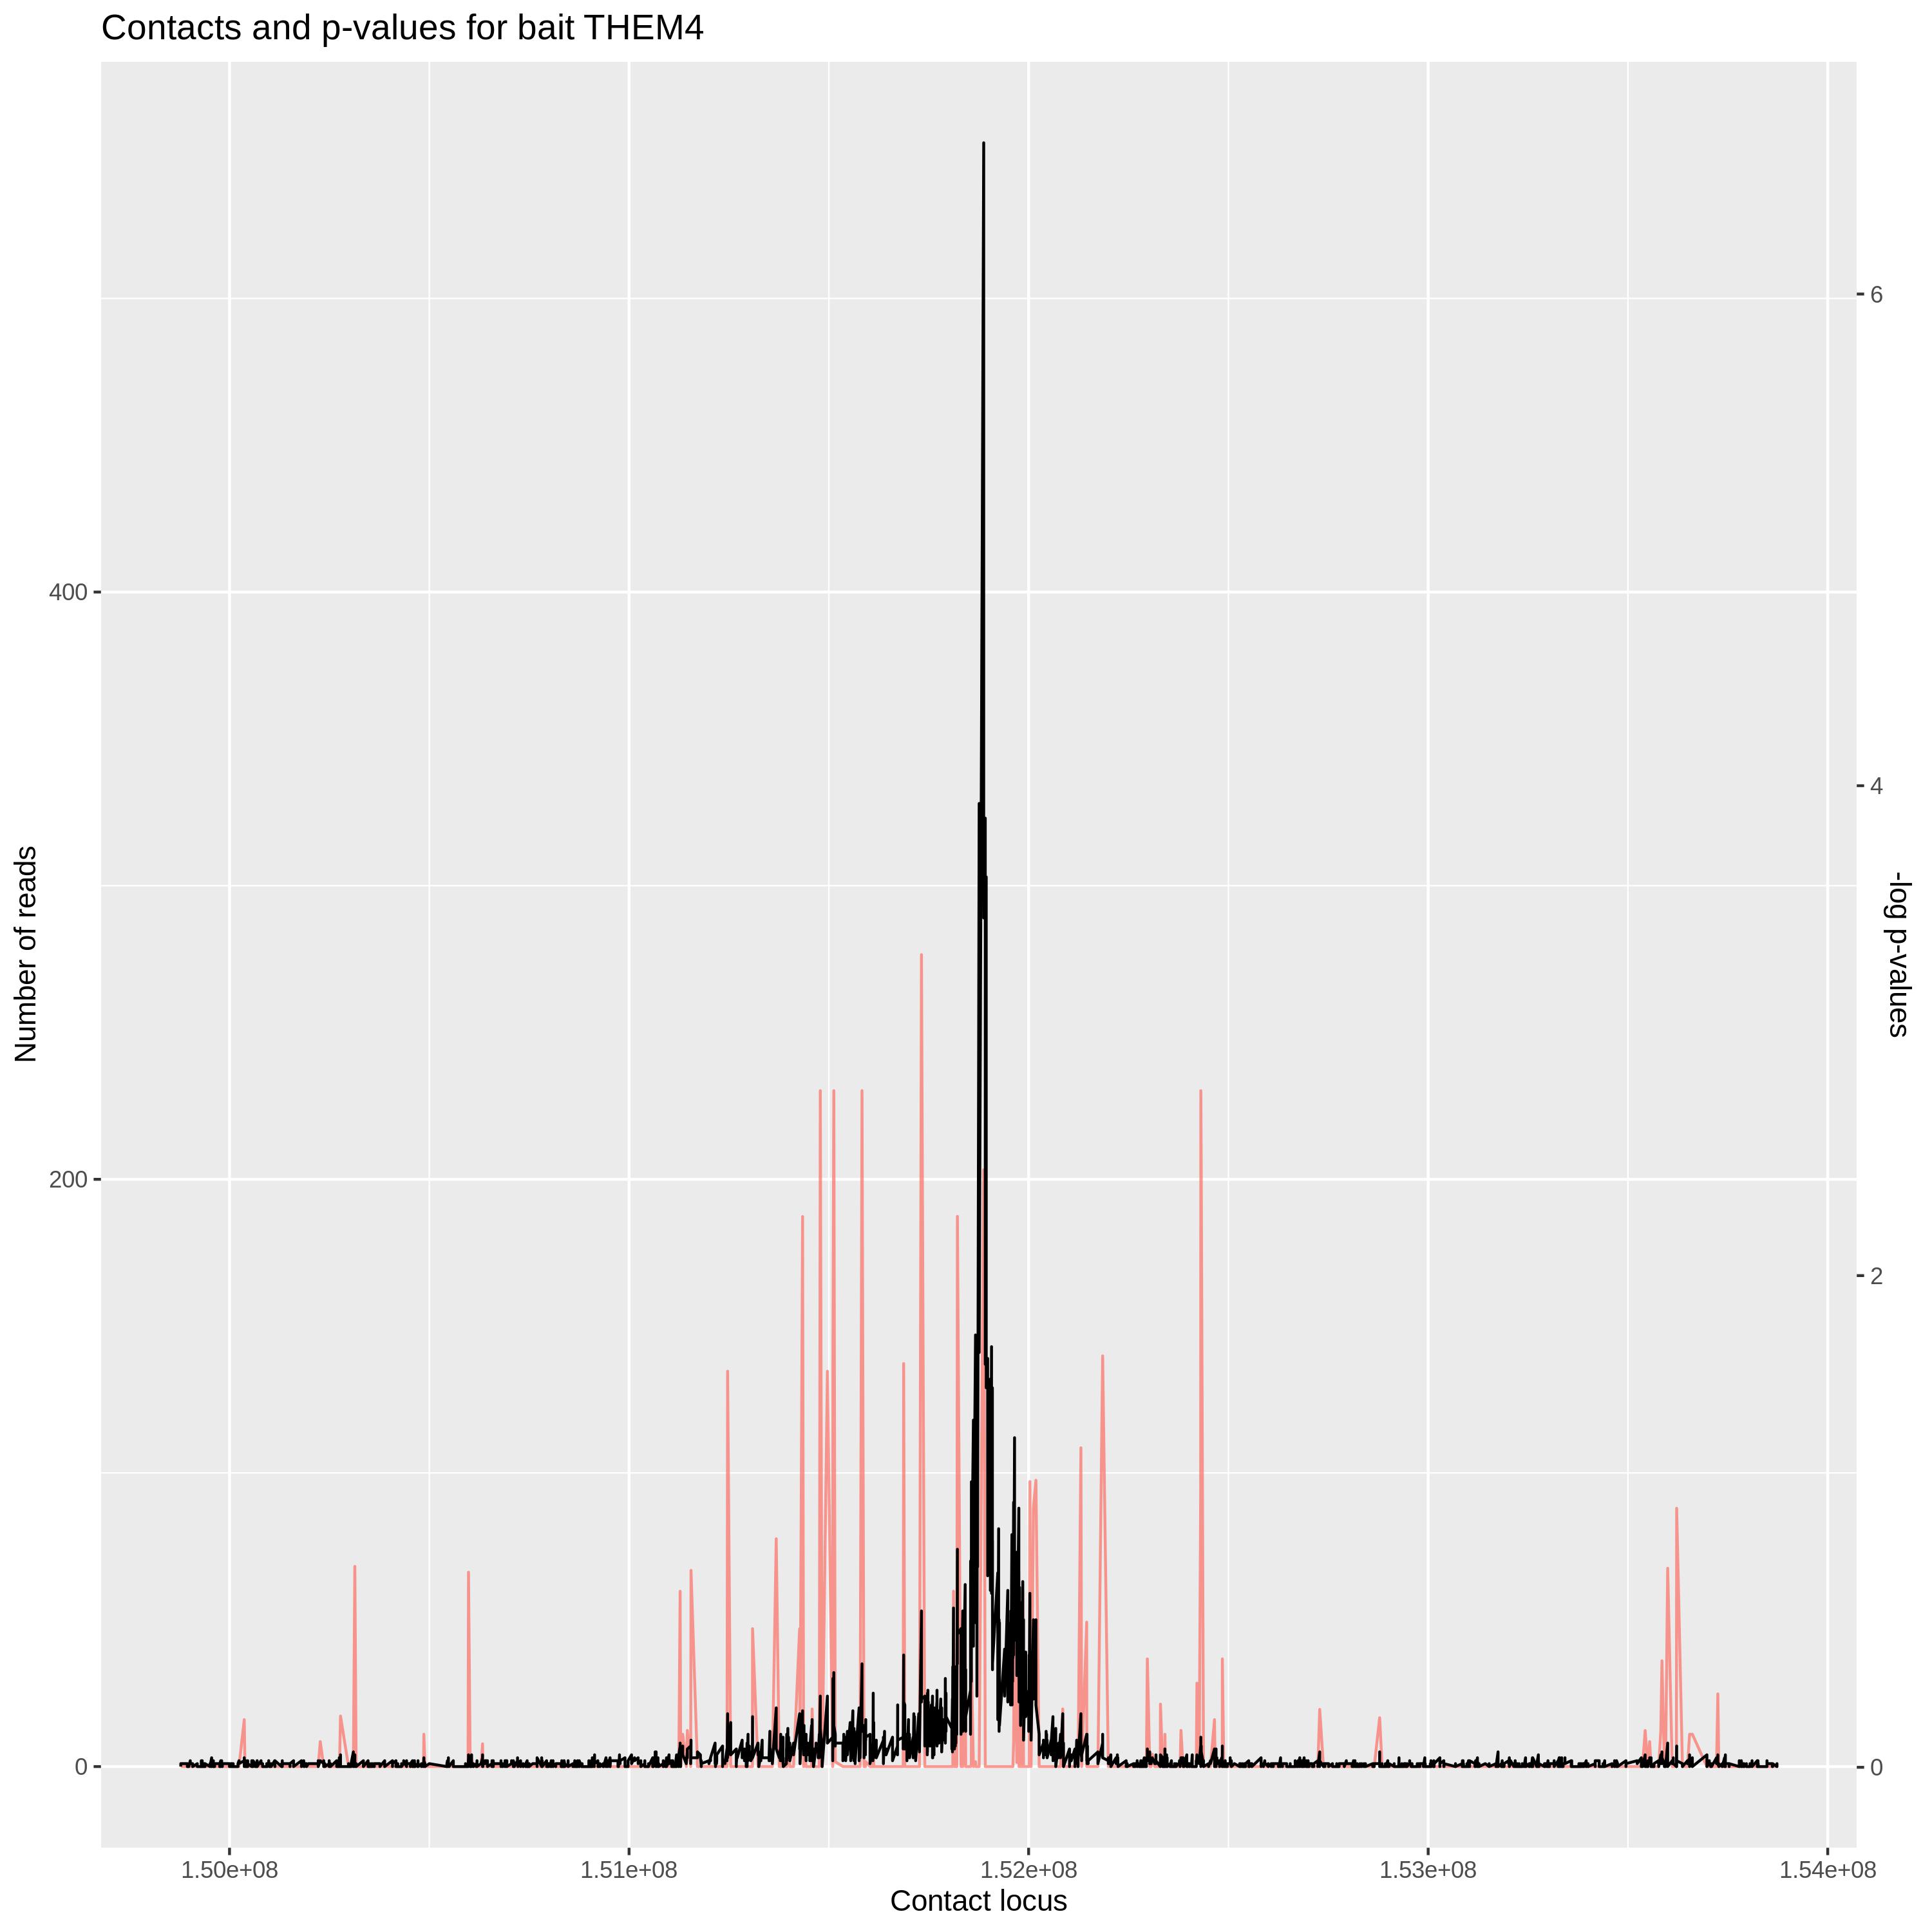 Contacts and p-values for bait THEM4
Number of reads
400
200
0
6
4
2
0
-log p-values
1.50e+08
1.51e+08
1.52e+08
1.53e+08
1.54e+08
Contact locus